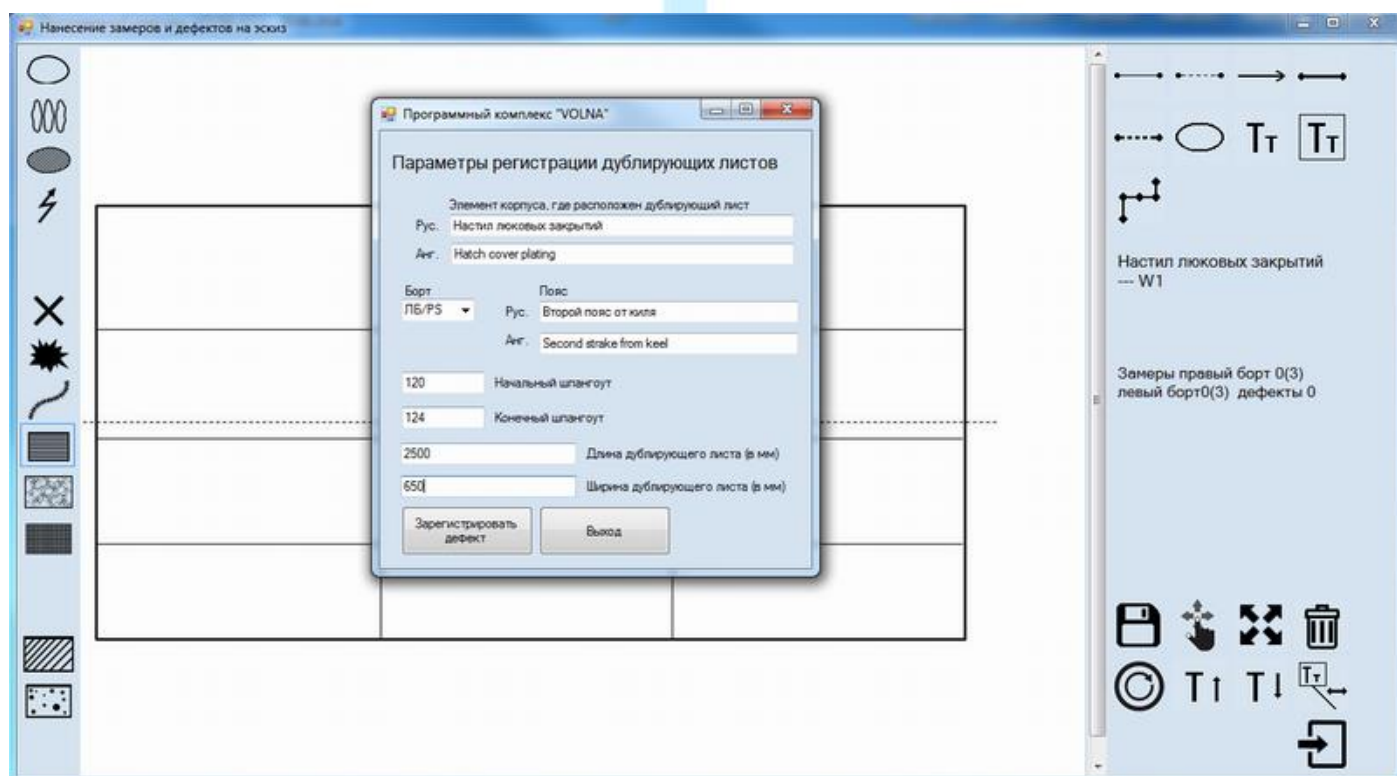 Нанесение замеров и дефектов на эскиз
Программный комплекс "VOLNA"
Параметры регистрации дублирующих листов
Элемент корпуса, где расположен дублирующий лист
Рус. Настил люковых закрытий
Анг. Hatch cover plating
Борт Пояс
ЛБ/PS Рус. Второй пояс от киля
Анг. Second strake from keel
120 Начальный шпангоут
124 Конечный шпангоут
2500 Длина дублирующего листа (в мм)
650 Ширина дублирующего листа (в мм)
Зарегистрировать
дефект
Выход
Tт Tт
Настил люковых закрытий
--- W1
Замеры правый борт 0(3)
левый борт0(3) дефекты 0
T T Tт